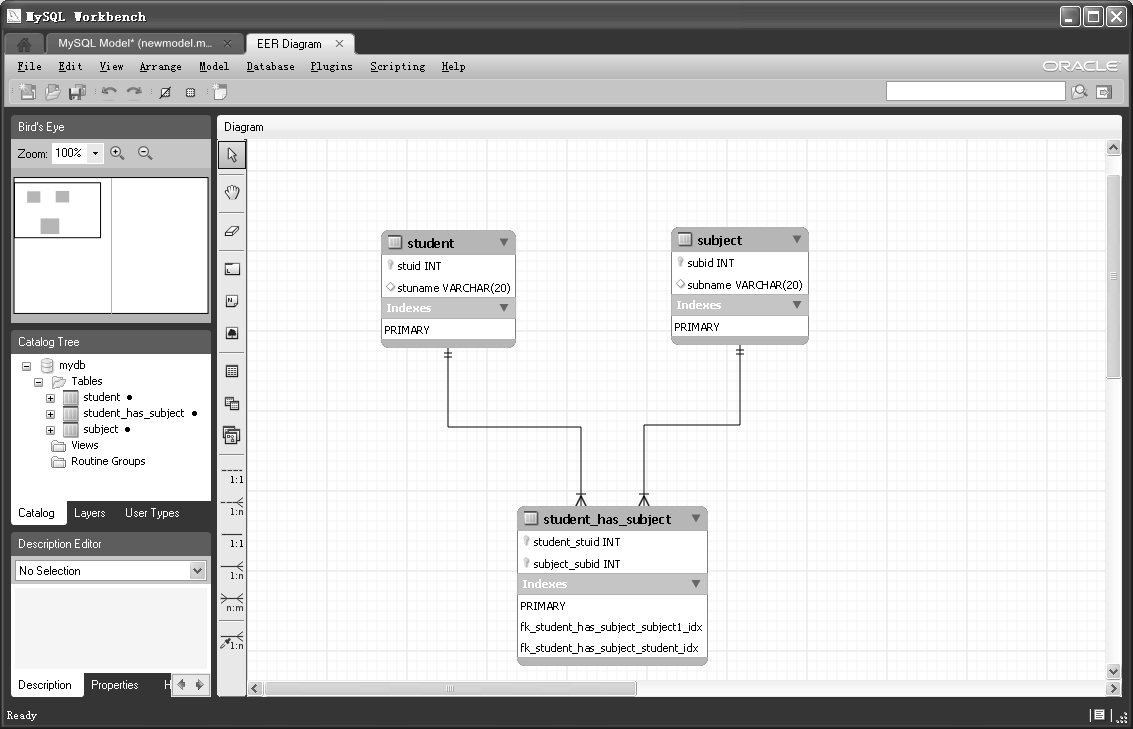 MySQL Workbench
MySQL Model* (newmodel.m...
EER Diagram
File Edit View Arrange Model Database Plugins Scripting Help
ORACLE
Bird's Eye
Zoom: 100%
Catalog Tree
mydb
Tables
student
student_has_subject
subject
Views
Routine Groups
Catalog Layers User Types
Description Editor
No Selection
Description Properties H
Diagram
1:1
1:n
1:1
1:n
n:m
1:n
student
stuid INT
stuname VARCHAR(20)
Indexes
PRIMARY
subject
subid INT
subname VARCHAR(20)
Indexes
PRIMARY
student_has_subject
student_stuid INT
subject_subid INT
Indexes
PRIMARY
fk_student_has_subject_subject1_idx
fk_student_has_subject_student_idx
Ready